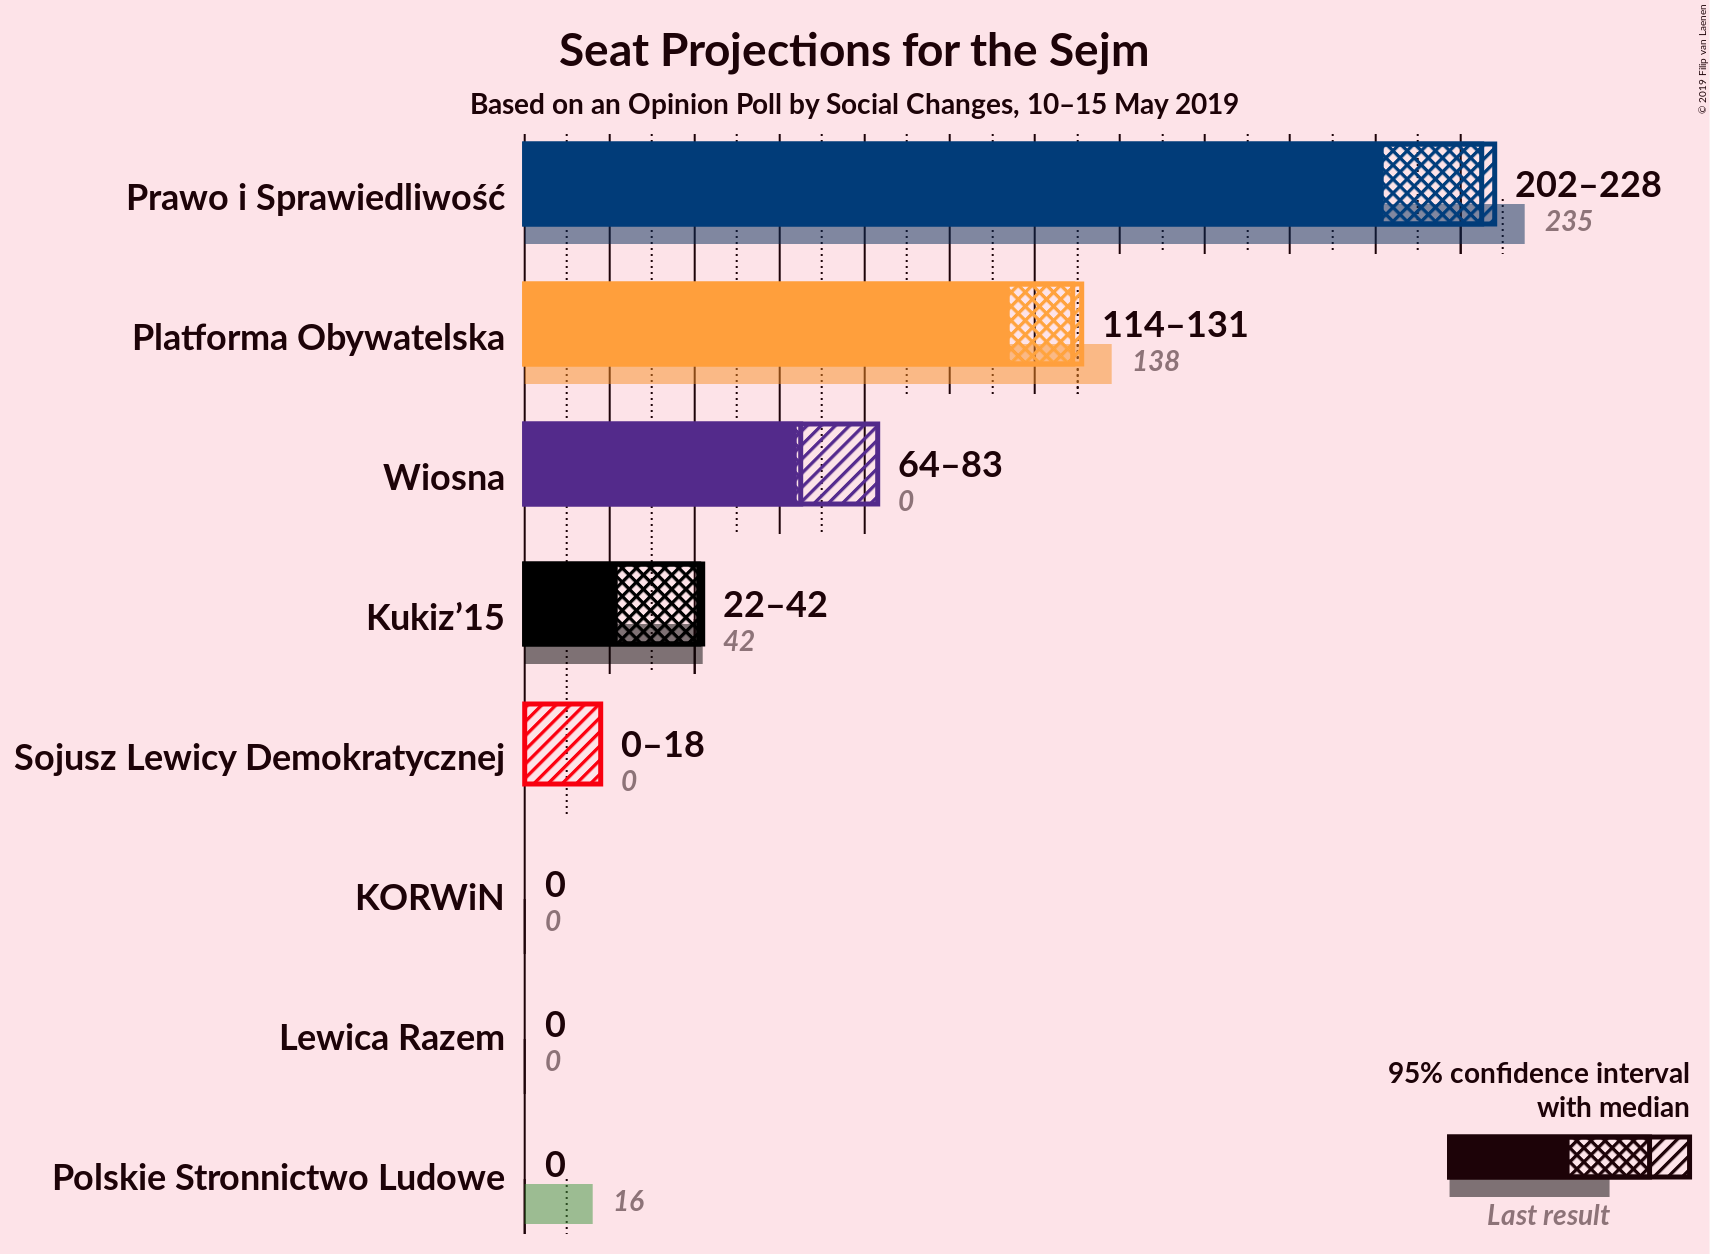 Seat Projections for the Sejm
Based on an Opinion Poll by Social Changes, 10–15 May 2019
© 2019 Filip van Laenen
Prawo i Sprawiedliwość
202–228
235
Platforma Obywatelska
114–131
138
Wiosna
64–83
0
Kukiz’15
22–42
42
Sojusz Lewicy Demokratycznej
0–18
0
KORWiN
0
0
Lewica Razem
0
0
Polskie Stronnictwo Ludowe
0
16
95% confidence interval
with median
Last result